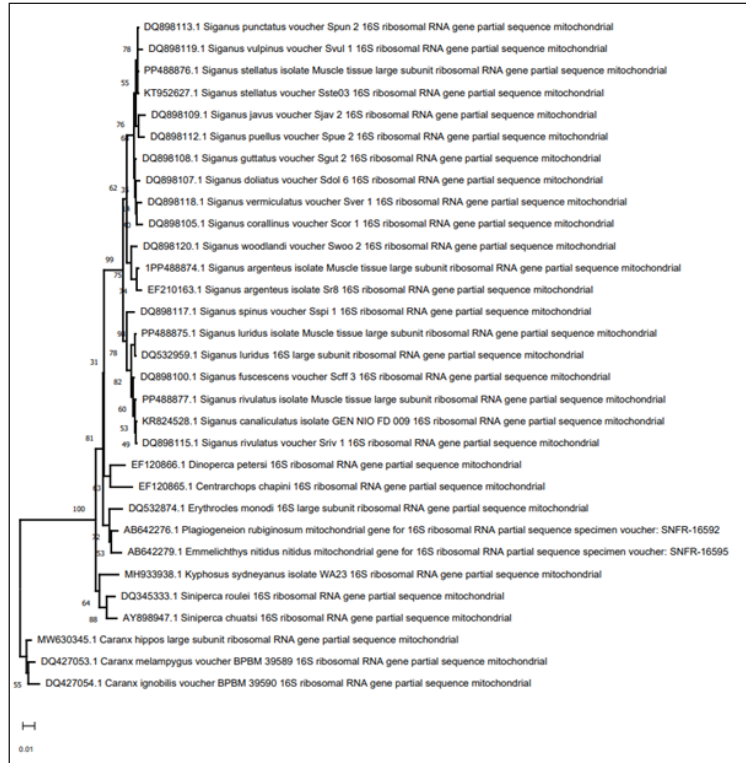 DQ898113.1 Siganus punctatus voucher Spun 2 16S ribosomal RNA gene partial sequence mitochondrial
78
DQ898119.1 Siganus vulpinus voucher Svul 1 16S ribosomal RNA gene partial sequence mitochondrial
PP488876.1 Siganus stellatus isolate Muscle tissue large subunit ribosomal RNA gene partial sequence mitochondrial
55
KT952627.1 Siganus stellatus voucher Sste03 16S ribosomal RNA gene partial sequence mitochondrial
DQ898109.1 Siganus javus voucher Sjav 2 16S ribosomal RNA gene partial sequence mitochondrial
76
DQ898112.1 Siganus puellus voucher Spue 2 16S ribosomal RNA gene partial sequence mitochondrial
DQ898108.1 Siganus guttatus voucher Sgut 2 16S ribosomal RNA gene partial sequence mitochondrial
DQ898107.1 Siganus doliatus voucher Sdol 6 16S ribosomal RNA gene partial sequence mitochondrial
62
DQ898118.1 Siganus vermiculatus voucher Sver 1 16S ribosomal RNA gene partial sequence mitochondrial
DQ898105.1 Siganus corallinus voucher Scor 1 16S ribosomal RNA gene partial sequence mitochondrial
DQ898120.1 Siganus woodlandi voucher Swoo 2 16S ribosomal RNA gene partial sequence mitochondrial
99
1PP488874.1 Siganus argenteus isolate Muscle tissue large subunit ribosomal RNA gene partial sequence mitochondrial
75
EF210163.1 Siganus argenteus isolate Sr8 16S ribosomal RNA gene partial sequence mitochondrial
DQ898117.1 Siganus spinus voucher Sspi 1 16S ribosomal RNA gene partial sequence mitochondrial
PP488875.1 Siganus luridus isolate Muscle tissue large subunit ribosomal RNA gene partial sequence mitochondrial
78
DQ532959.1 Siganus luridus 16S large subunit ribosomal RNA gene partial sequence mitochondrial
31
DQ898100.1 Siganus fuscescens voucher Scff 3 16S ribosomal RNA gene partial sequence mitochondrial
82
PP488877.1 Siganus rivulatus isolate Muscle tissue large subunit ribosomal RNA gene partial sequence mitochondrial
60
KR824528.1 Siganus canaliculatus isolate GEN NIO FD 009 16S ribosomal RNA gene partial sequence mitochondrial
53
DQ898115.1 Siganus rivulatus voucher Sriv 1 16S ribosomal RNA gene partial sequence mitochondrial
49
81
EF120866.1 Dinoperca petersi 16S ribosomal RNA gene partial sequence mitochondrial
EF120865.1 Centrarchops chapini 16S ribosomal RNA gene partial sequence mitochondrial
63
DQ532874.1 Erythrocles monodi 16S large subunit ribosomal RNA gene partial sequence mitochondrial
100
AB642276.1 Plagiogeneion rubiginosum mitochondrial gene for 16S ribosomal RNA partial sequence specimen voucher: SNFR-16592
AB642279.1 Emmelichthys nitidus nitidus mitochondrial gene for 16S ribosomal RNA partial sequence specimen voucher: SNFR-16595
53
MH933938.1 Kyphosus sydneyanus isolate WA23 16S ribosomal RNA gene partial sequence mitochondrial
DQ345333.1 Siniperca roulei 16S ribosomal RNA gene partial sequence mitochondrial
64
AY898947.1 Siniperca chuatsi 16S ribosomal RNA gene partial sequence mitochondrial
88
MW630345.1 Caranx hippos large subunit ribosomal RNA gene partial sequence mitochondrial
DQ427053.1 Caranx melampygus voucher BPBM 39589 16S ribosomal RNA gene partial sequence mitochondrial
DQ427054.1 Caranx ignobilis voucher BPBM 39590 16S ribosomal RNA gene partial sequence mitochondrial
55
0.01